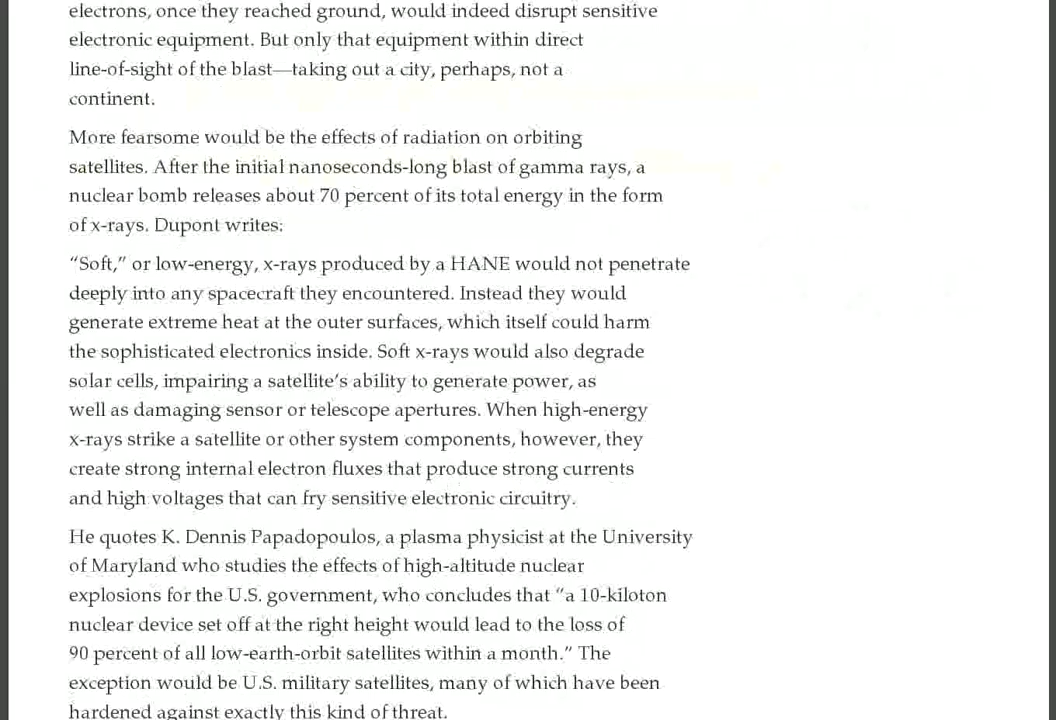 electrons, once they reached ground, would indeed disrupt sensitive
electronic equipment. But only that equipment within direct
line-of-sight of the blast—taking out a city, perhaps, not a
continent.
More fearsome would be the effects of radiation on orbiting
satellites. After the initial nanoseconds-long blast of gamma rays, a
nuclear bomb releases about 70 percent of its total energy in the form
of x-rays. Dupont writes:
“Soft,” or low-energy, x-rays produced by a HANE would not penetrate
deeply into any spacecraft they encountered. Instead they would
generate extreme heat at the outer surfaces, which itself could harm
the sophisticated electronics inside. Soft x-rays would also degrade
solar cells, impairing a satellite’s ability to generate power, as
well as damaging sensor or telescope apertures. When high-energy
x-rays strike a satellite or other system components, however, they
create strong internal electron fluxes that produce strong currents
and high voltages that can fry sensitive electronic circuitry.
He quotes K. Dennis Papadopoulos, a plasma physicist at the University
of Maryland who studies the effects of high-altitude nuclear
explosions for the U.S. government, who concludes that “a 10-kiloton
nuclear device set off at the right height would lead to the loss of
90 percent of all low-earth-orbit satellites within a month.” The
exception would be U.S. military satellites, many of which have been
hardened against exactly this kind of threat.